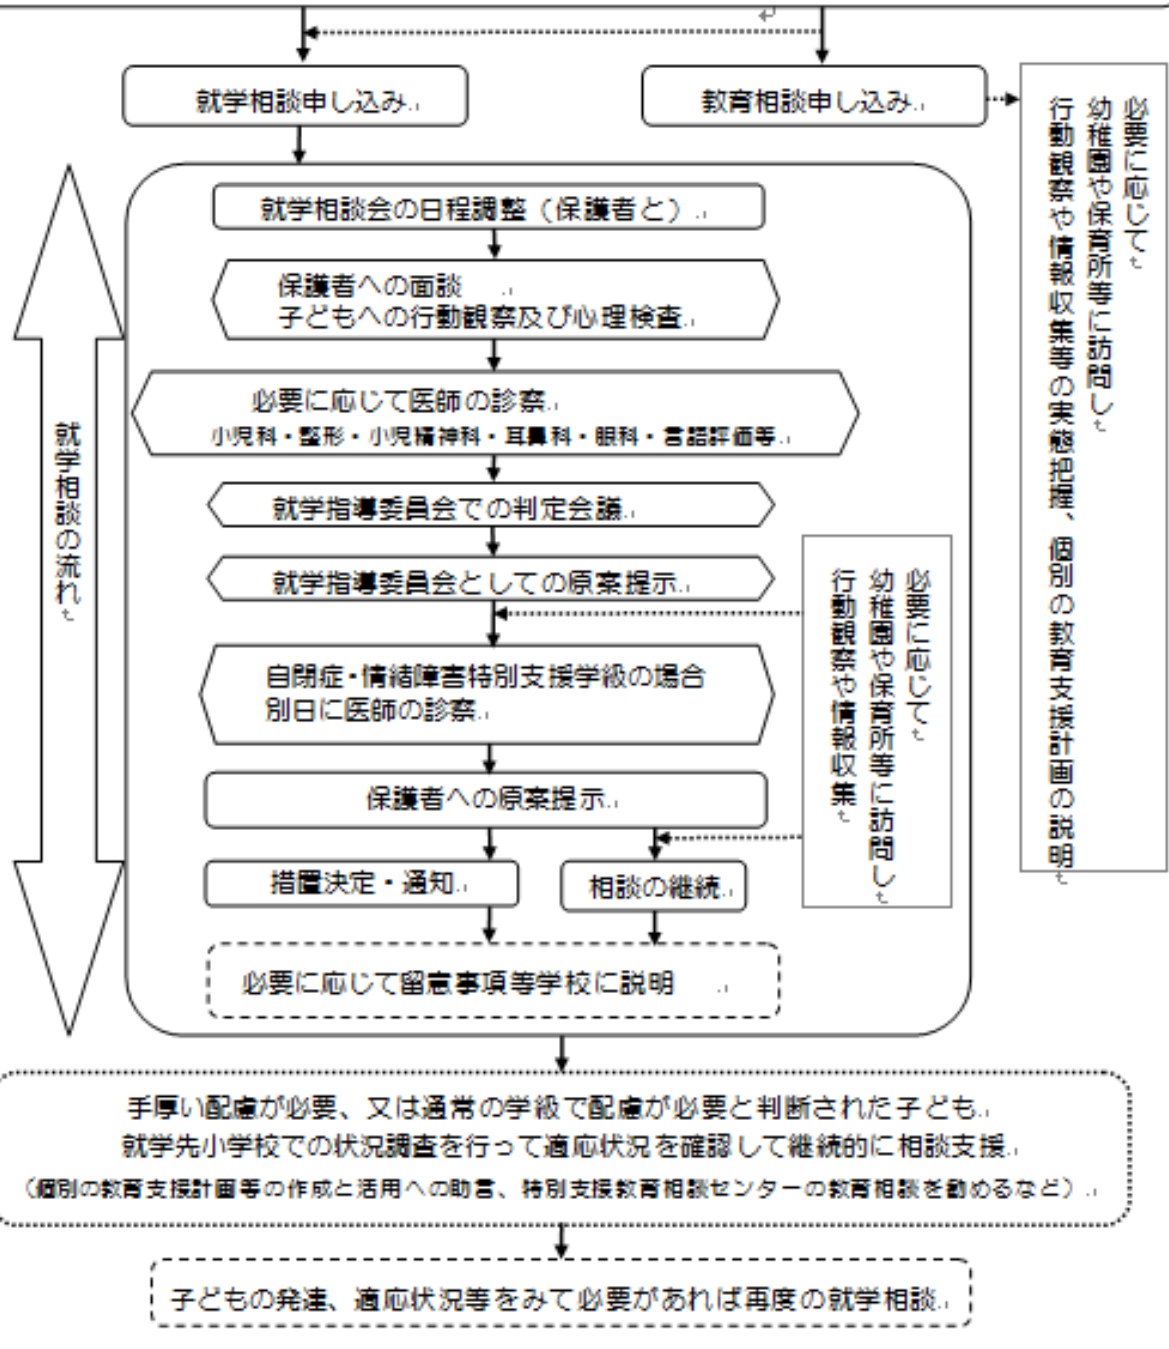 就学相談申し込み
教育相談申し込み
必要に応じて
幼稚園や保育所等に訪問し
行動観察や情報収集等の実態把握、個別の教育支援計画の説明
就学相談の流れ
就学相談会の日程調整（保護者と）
保護者への面談
子どもへの行動観察及び心理検査
必要に応じて医師の診察
小児科・整形・小児精神科・耳鼻科・眼科・言語評価等
就学指導委員会での判定会議
就学指導委員会としての原案提示
必要に応じて
幼稚園や保育所等に訪問し
行動観察や情報収集
自閉症・情緒障害特別支援学級の場合
別日に医師の診察
保護者への原案提示
措置決定・通知
相談の継続
必要に応じて留意事項等学校に説明
手厚い配慮が必要、又は通常の学級で配慮が必要と判断された子ども
就学先小学校での状況調査を行って適応状況を確認して継続的に相談支援
（個別の教育支援計画等の作成と活用への助言、特別支援教育相談センターの教育相談を勧めるなど）
子どもの発達、適応状況等をみて必要があれば再度の就学相談